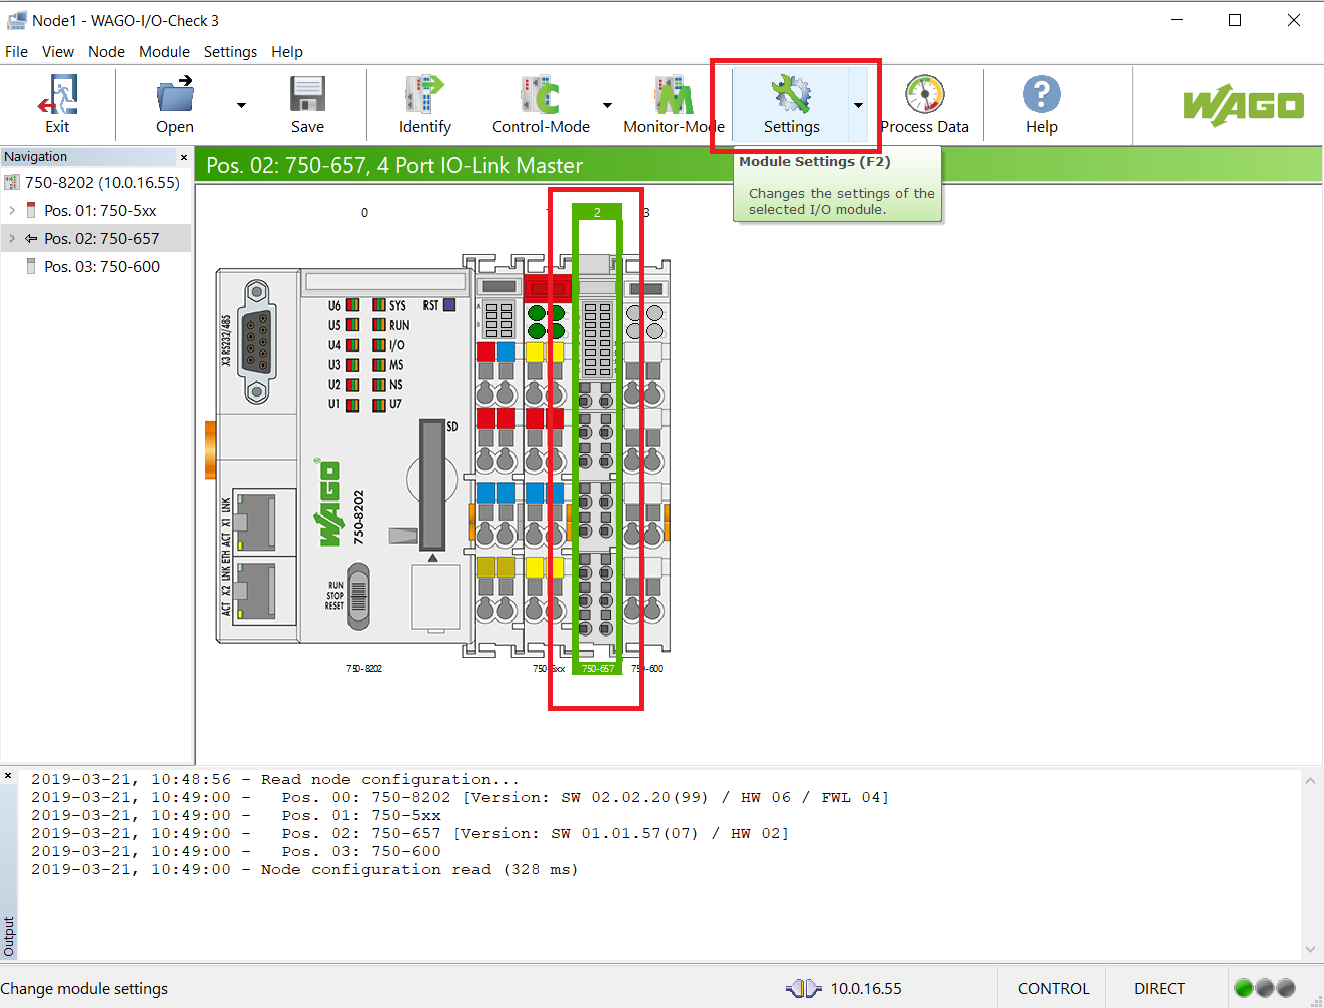 Node1 - WAGO-I/O-Check 3
File View Node Module Settings Help
Exit Open Save Identify Control-Mode Monitor-Mode Settings Process Data Help
WAGO
Navigation
Pos. 02: 750-657, 4 Port IO-Link Master
Module Settings (F2)
Changes the settings of the
selected I/O module.
750-8202 (10.0.16.55)
Pos. 01: 750-5xx
Pos. 02: 750-657
Pos. 03: 750-600
0 2 3
U6 SYS RST
U5 RUN
U4 I/O
U3 MS
U2 NS
U1 U7
X3 RS232/485
SD
WAGO
750-8202
ACT X1 LINK
ACT X2 LINK ETH
RUN
STOP
RESET
A
B
750-8202 750-5xx 750-657 750-600
2019-03-21, 10:48:56 - Read node configuration...
2019-03-21, 10:49:00 - Pos. 00: 750-8202 [Version: SW 02.02.20(99) / HW 06 / FWL 04]
2019-03-21, 10:49:00 - Pos. 01: 750-5xx
2019-03-21, 10:49:00 - Pos. 02: 750-657 [Version: SW 01.01.57(07) / HW 02]
2019-03-21, 10:49:00 - Pos. 03: 750-600
2019-03-21, 10:49:00 - Node configuration read (328 ms)
Output
Change module settings 10.0.16.55 CONTROL DIRECT